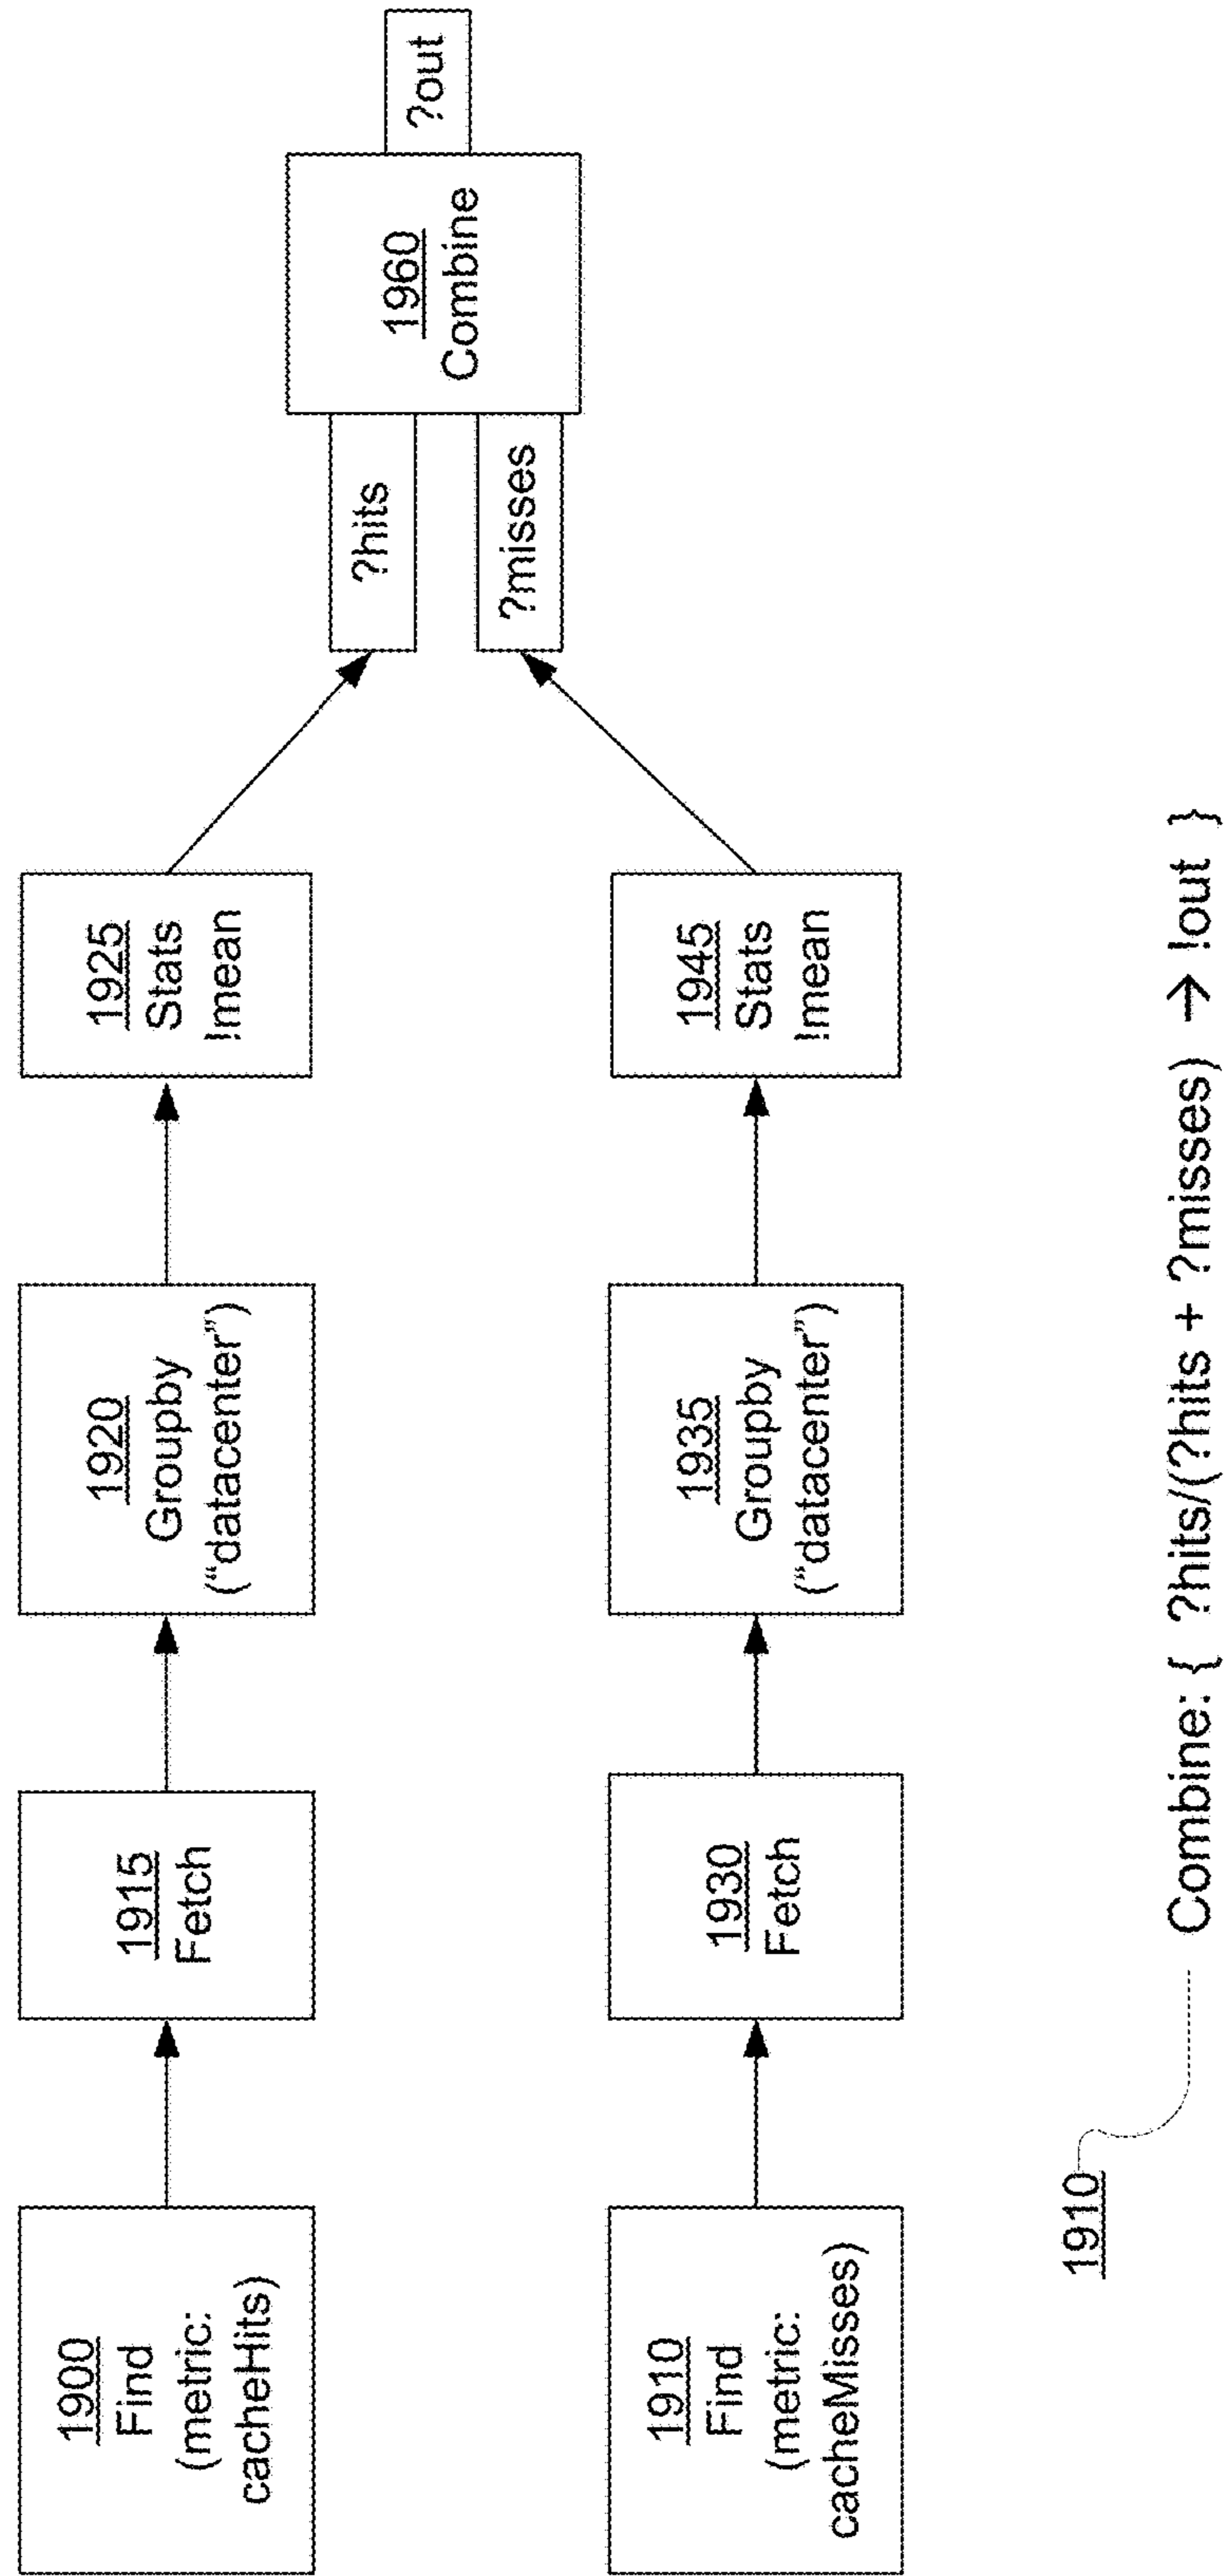 1900
Find
(metric:
cacheHits)
1915
Fetch
1920
Groupby
(“datacenter”)
1925
Stats
!mean
?hits
1960
Combine
?out
?misses
1910
Find
(metric:
cacheMisses)
1930
Fetch
1935
Groupby
(“datacenter”)
1945
Stats
!mean
1910
Combine: { ?hits/(?hits + ?misses) → !out }